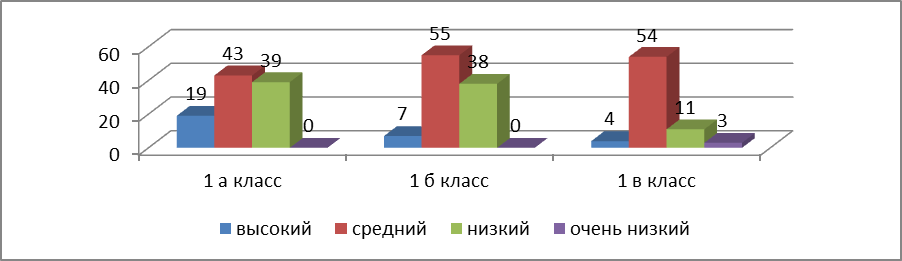 60
40
20
0
19 43 39 0
7 55 38 0
4 54 11 3
1 а класс 1 б класс 1 в класс
высокий средний низкий очень низкий